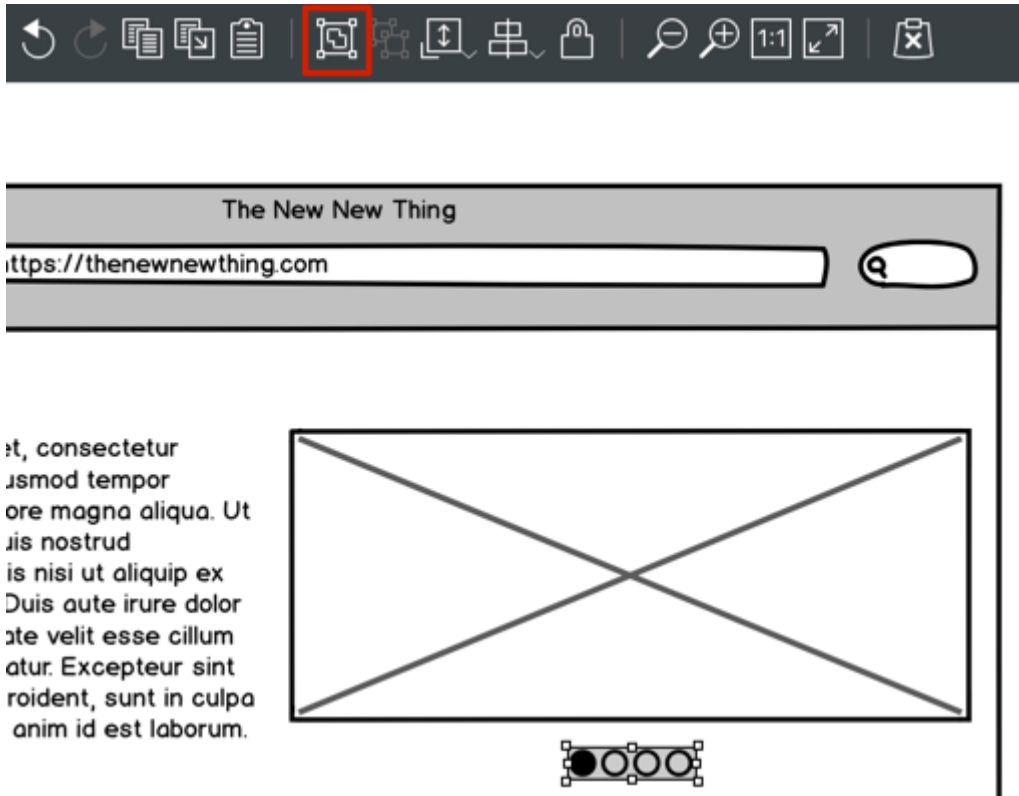 1:1
The New New Thing
ttps://thenewnewthing.com
et, consectetur
usmod tempor
ore magna aliqua. Ut
uis nostrud
is nisi ut aliquip ex
Duis aute irure dolor
ate velit esse cillum
atur. Excepteur sint
roident, sunt in culpa
anim id est laborum.